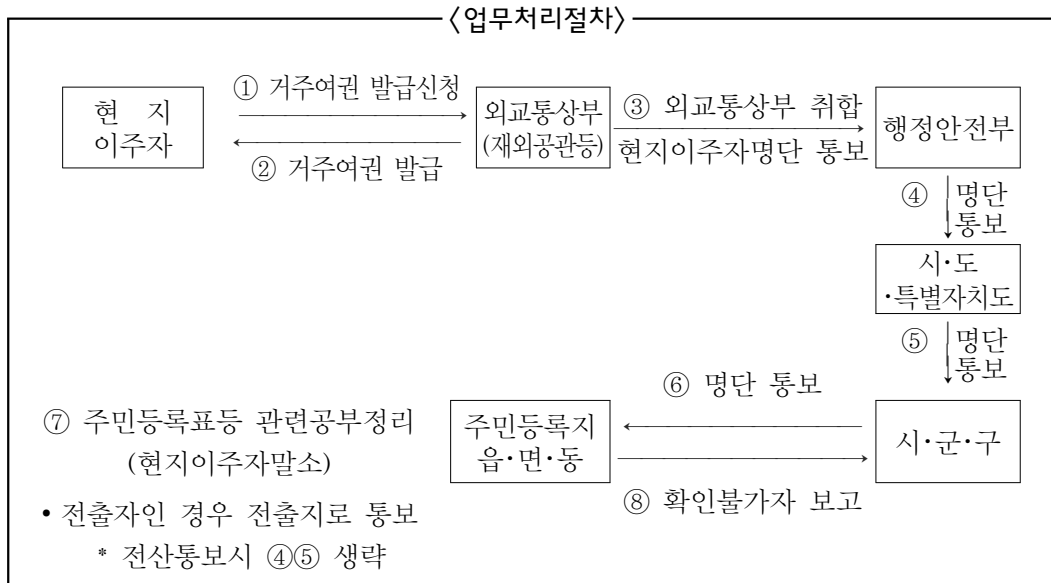 〈업무처리절차〉
현 지
이주자
① 거주여권 발급신청
② 거주여권 발급
외교통상부
(재외공관등)
③ 외교통상부 취합
현지이주자명단 통보
행정안전부
④ 명단
통보
시·도
·특별자치도
⑤ 명단
통보
시·군·구
⑥ 명단 통보
주민등록지
읍·면·동
⑧ 확인불가자 보고
⑦ 주민등록표등 관련공부정리
(현지이주자말소)
• 전출자인 경우 전출지로 통보
* 전산통보시 ④⑤ 생략